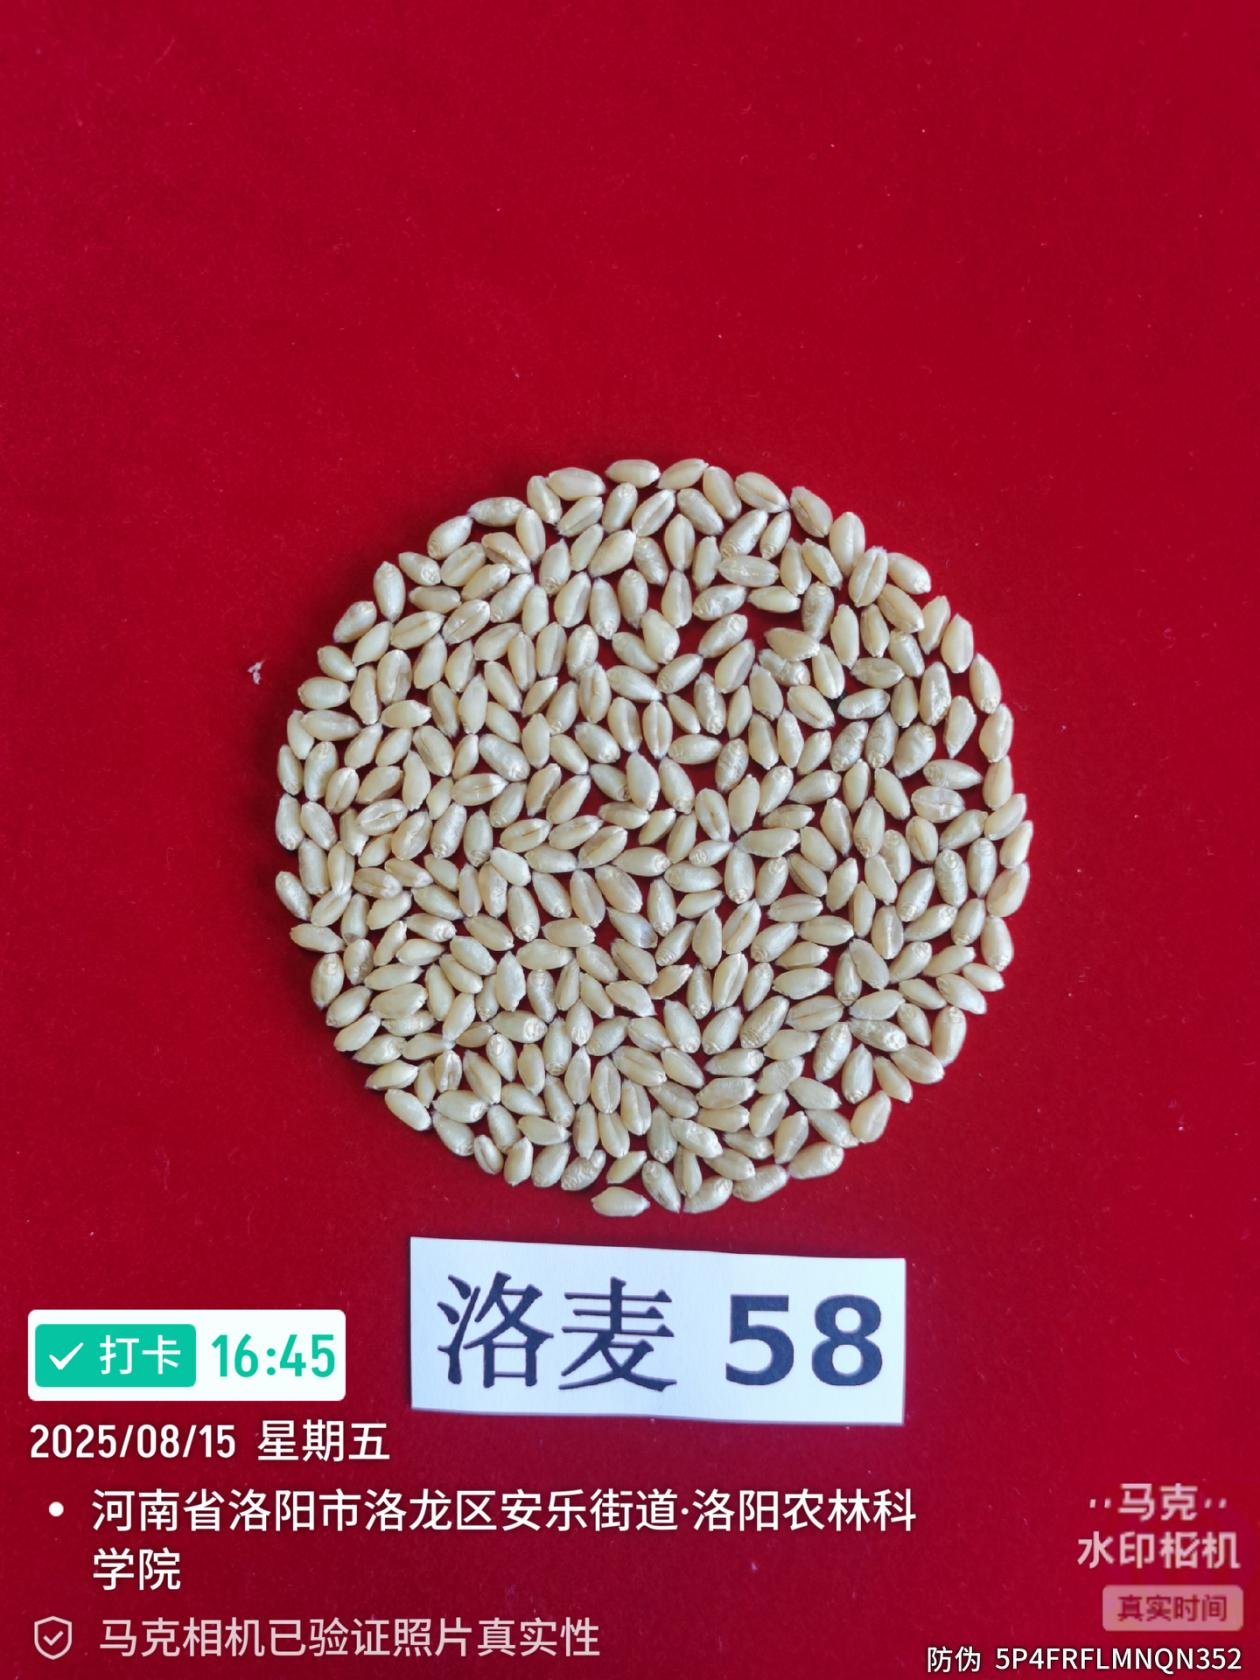 洛麦 58
打卡 16:45
2025/08/15 星期五
河南省洛阳市洛龙区安乐街道·洛阳农林科
学院
马克相机已验证照片真实性
马克
水印相机
真实时间
防伪 5P4FRFLMNQN352